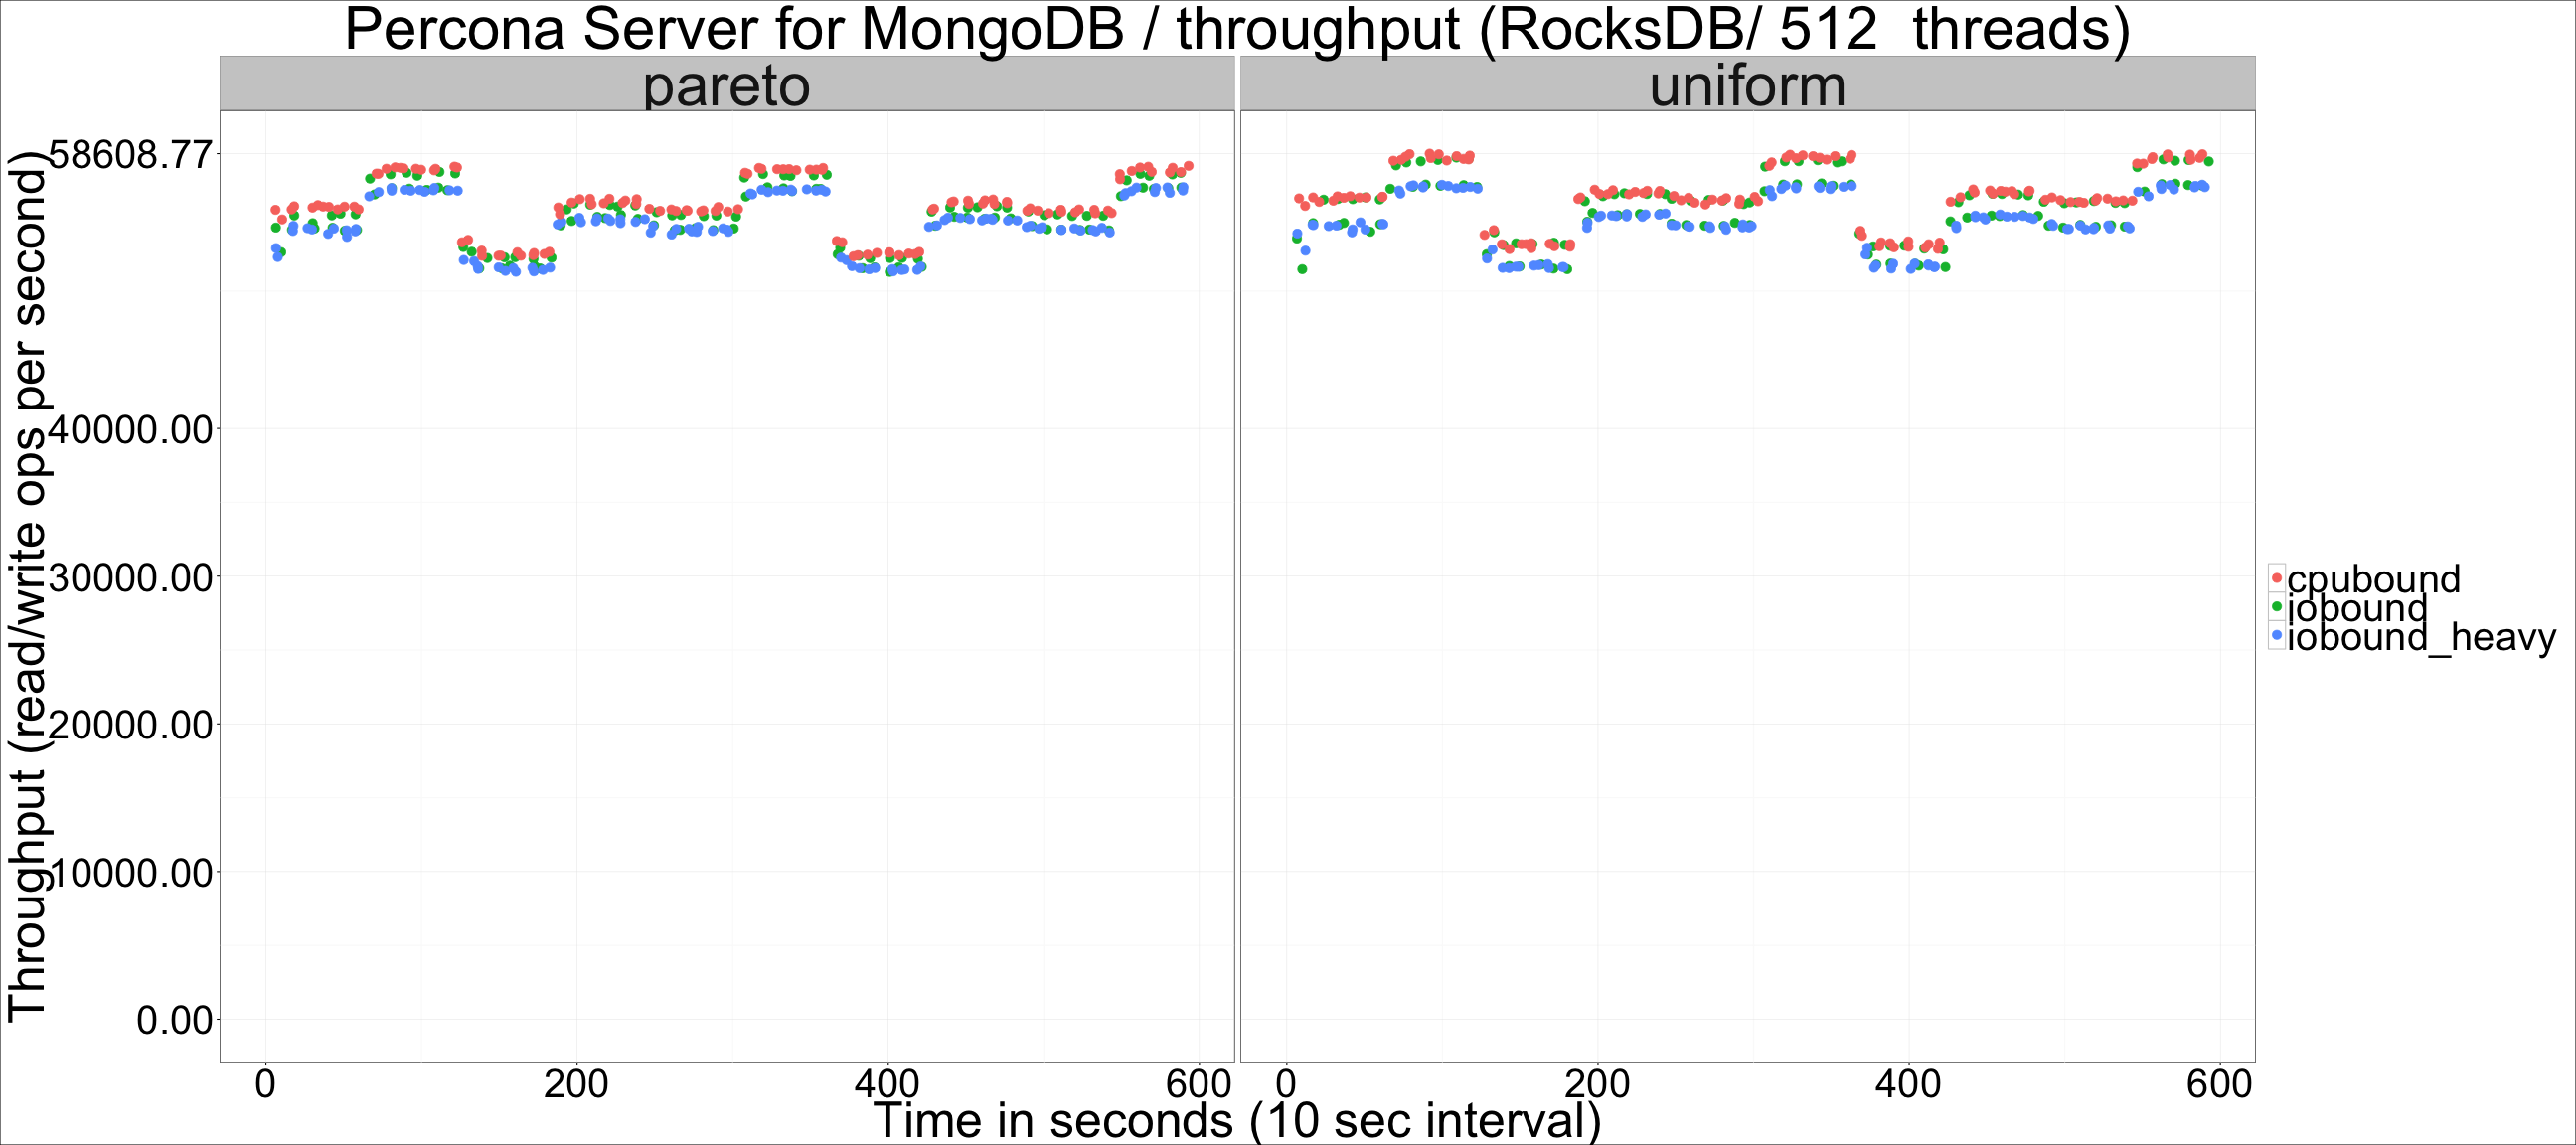 Percona Server for MongoDB / throughput (RocksDB/ 512  threads)
pareto
uniform
Throughput (read/write ops per second)
58608.77
40000.00
30000.00
20000.00
10000.00
0.00
cpubound
iobound
iobound_heavy
0 200 400 600 0 200 400 600
Time in seconds (10 sec interval)